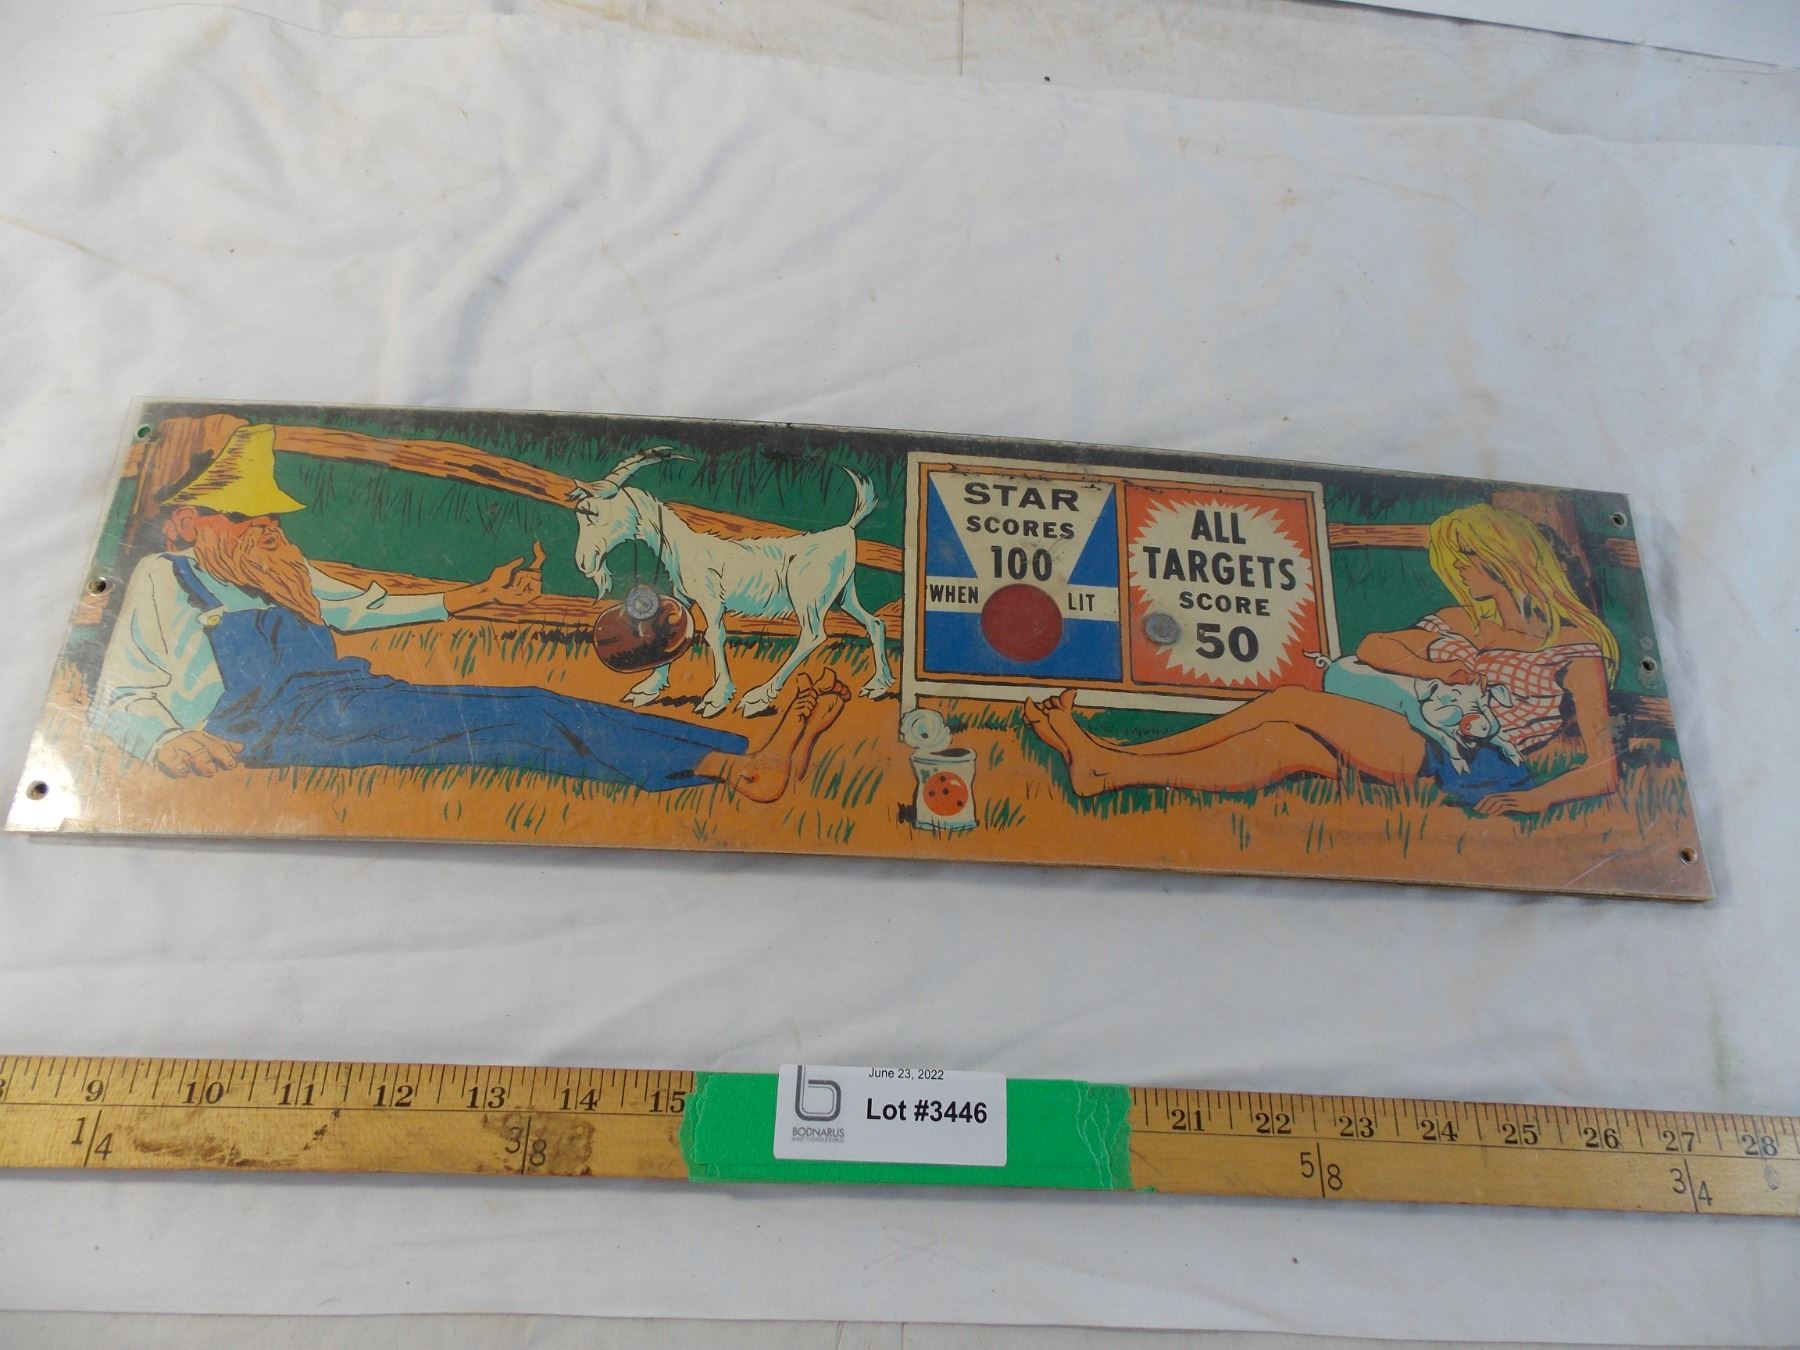 STAR
SCORES
100
WHEN LIT
ALL
TARGETS
SCORE
50
9 10 11 12 13 14 15 21 22 23 24 25 26 27 28
1/4 3/8 5/8 3/4
June 23, 2022
Lot #3446
BODNARUS
AUCTIONEERING